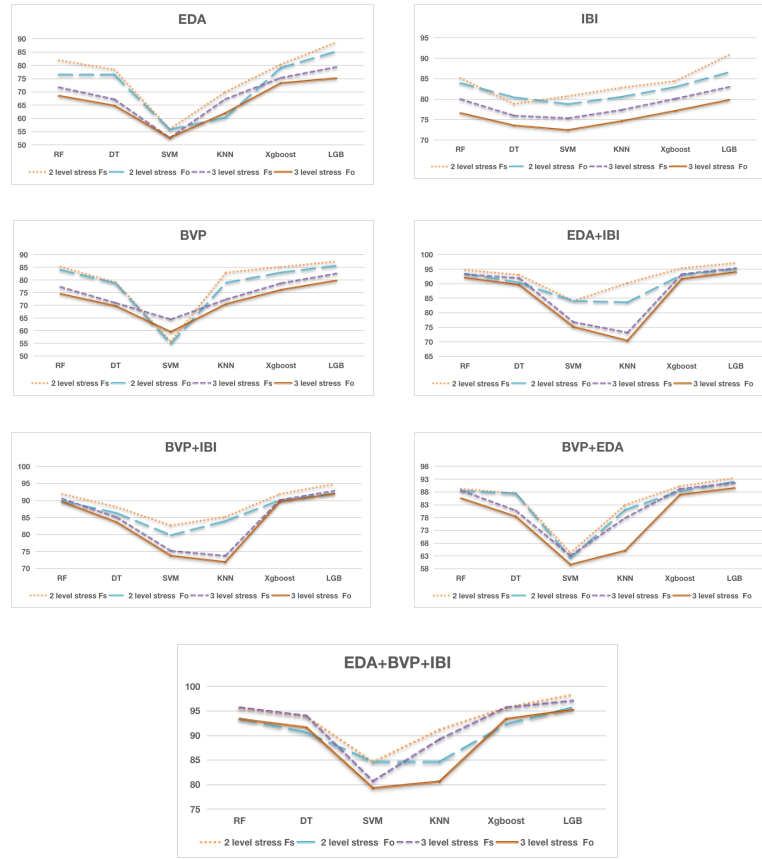 EDA
90
85
80
75
70
65
60
55
50
RF DT SVM KNN Xgboost LGB
2 level stress Fs 2 level stress Fo 3 level stress Fs 3 level stress Fo
IBI
95
90
85
80
75
70
RF DT SVM KNN Xgboost LGB
2 level stress Fs 2 level stress Fo 3 level stress Fs 3 level stress Fo
BVP
90
85
80
75
70
65
60
55
50
RF DT SVM KNN Xgboost LGB
2 level stress Fs 2 level stress Fo 3 level stress Fs 3 level stress Fo
EDA+IBI
100
95
90
85
80
75
70
65
RF DT SVM KNN Xgboost LGB
2 level stress Fs 2 level stress Fo 3 level stress Fs 3 level stress Fo
BVP+IBI
100
95
90
85
80
75
70
RF DT SVM KNN Xgboost LGB
2 level stress Fs 2 level stress Fo 3 level stress Fs 3 level stress Fo
BVP+EDA
98
93
88
83
78
73
68
63
58
RF DT SVM KNN Xgboost LGB
2 level stress Fs 2 level stress Fo 3 level stress Fs 3 level stress Fo
EDA+BVP+IBI
100
95
90
85
80
75
RF DT SVM KNN Xgboost LGB
2 level stress Fs 2 level stress Fo 3 level stress Fs 3 level stress Fo